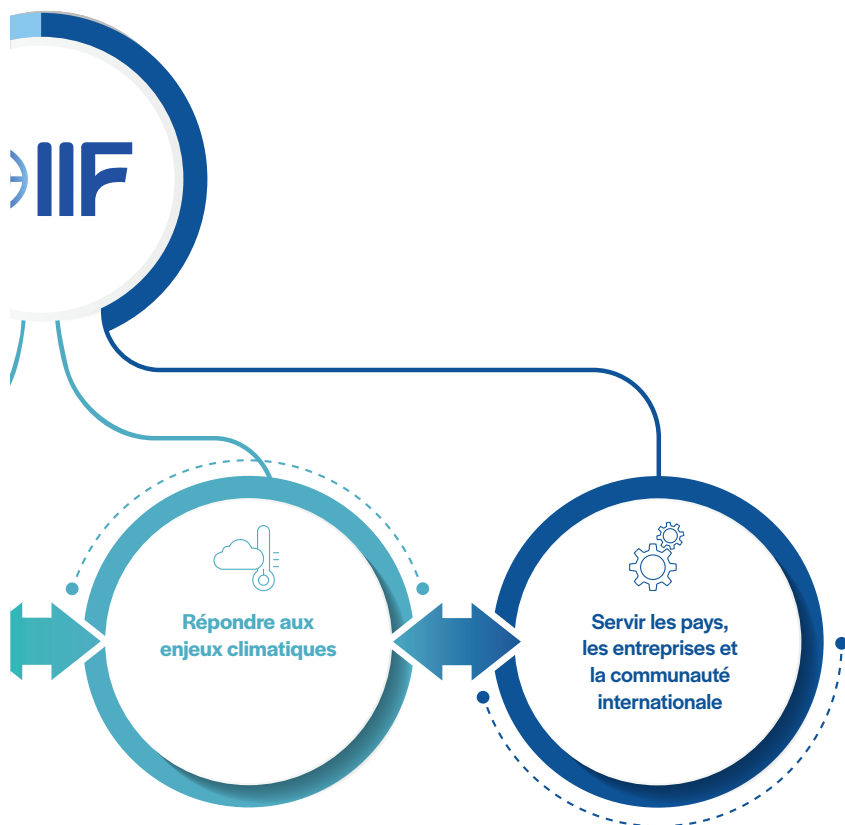 IIF
Répondre aux
enjeux climatiques
Servir les pays,
les entreprises et
la communauté
internationale